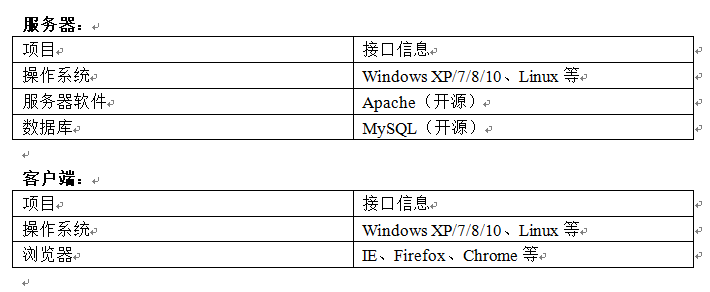 服务器：
项目 接口信息
操作系统 Windows XP/7/8/10、Linux 等
服务器软件 Apache（开源）
数据库 MySQL（开源）
客户端：
项目 接口信息
操作系统 Windows XP/7/8/10、Linux 等
浏览器 IE、Firefox、Chrome 等